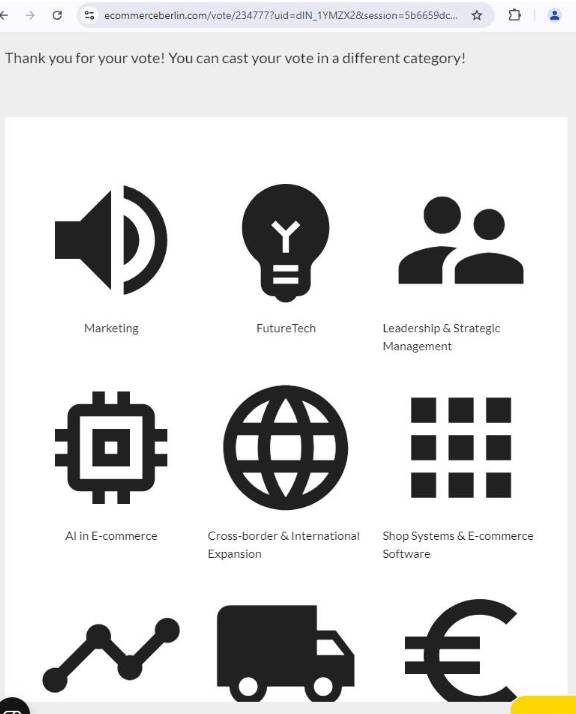 ecommerceberlin.com/vote/234777?uid=dIN_1YMZX2&session=5b6659dc...
Thank you for your vote! You can cast your vote in a different category!
Marketing
FutureTech
Leadership & Strategic
Management
AI in E-commerce
Cross-border & International
Expansion
Shop Systems & E-commerce
Software